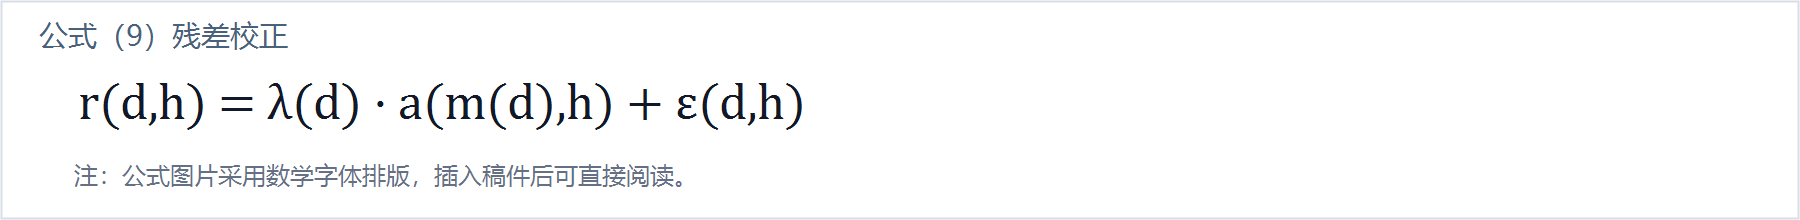 公式（9）残差校正
r(d,h) = λ(d) · a(m(d),h) + ε(d,h)
注：公式图片采用数学字体排版，插入稿件后可直接阅读。